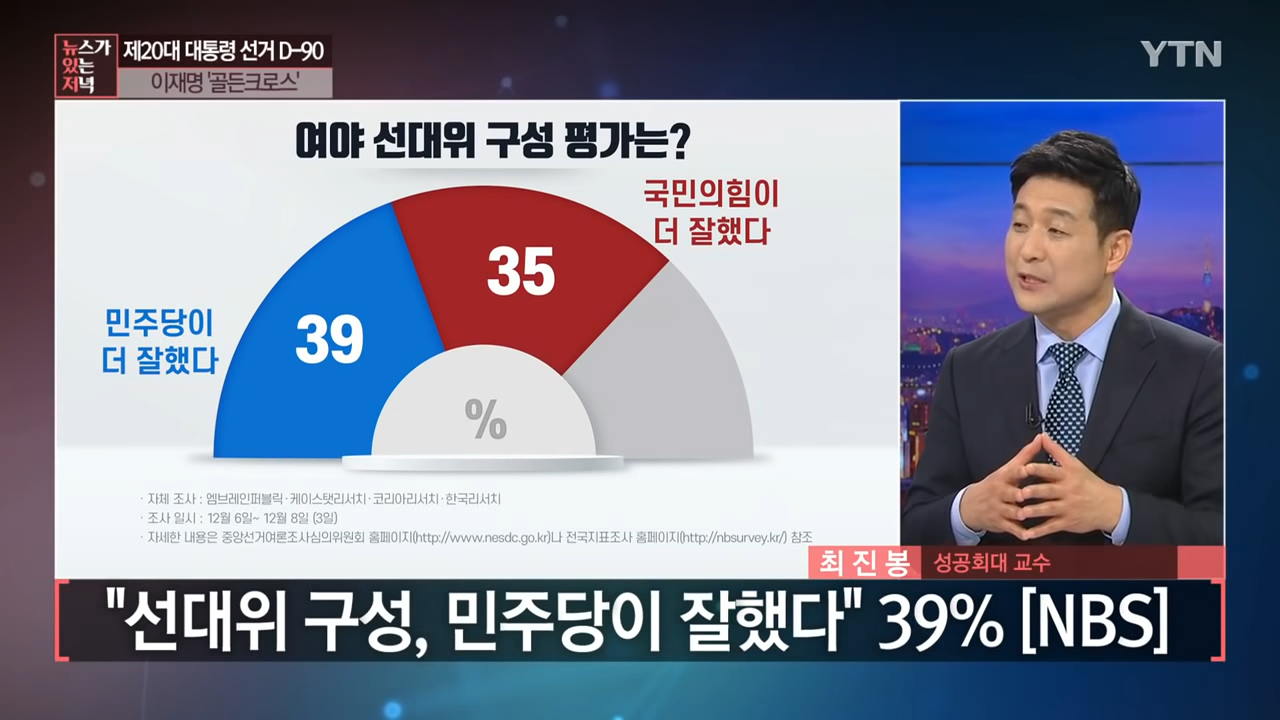 뉴스가
있는
저녁
제20대 대통령 선거 D-90
이재명 '골든크로스'
YTN
여야 선대위 구성 평가는?
국민의힘이
더 잘했다
35
민주당이
더 잘했다
39
%
· 자체 조사 : 엠브레인퍼블릭·케이스탯리서치·코리아리서치·한국리서치
· 조사 일시 : 12월 6일~ 12월 8일 (3일)
· 자세한 내용은 중앙선거여론조사심의위원회 홈페이지(http://www.nesdc.go.kr)나 전국지표조사 홈페이지(http://nbsurvey.kr/) 참조
최진봉 성공회대 교수
"선대위 구성, 민주당이 잘했다" 39% [NBS]